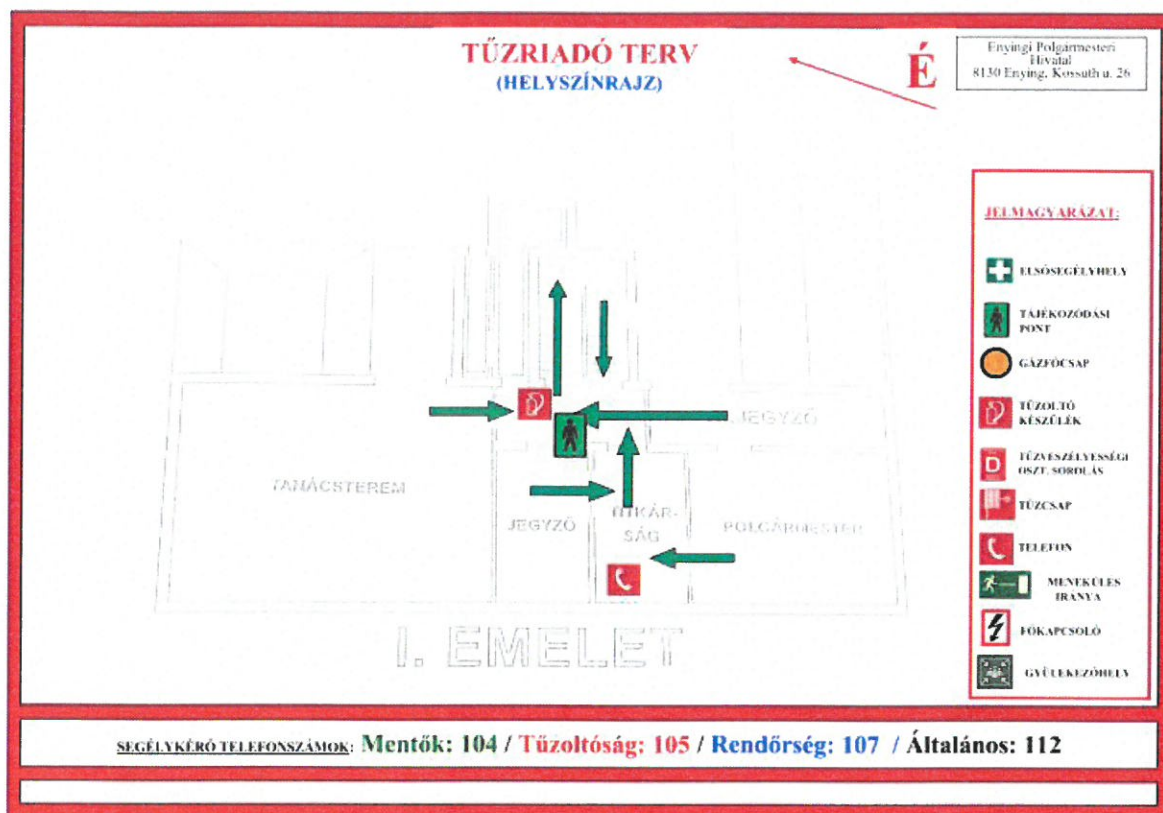 TŰZRIADÓ TERV
(HELYSZÍNRAJZ)
É
Enyingi Polgármesteri
Hivatal
8130 Enying, Kossuth u. 26
JELMAGYARÁZAT:
ELSŐSEGÉLYHELY
TÁJÉKOZÓDÁSI
PONT
GÁZFŐCSAP
TŰZOLTÓ
KÉSZÜLÉK
D
TŰZVESZÉLYESSÉGI
OSZT. SOROLÁS
TŰZCSAP
TELEFON
MENEKÜLÉS
IRÁNYA
FŐKAPCSOLÓ
GYÜLEKEZŐHELY
JEGYZŐ
TANÁCSTEREM
JEGYZŐ
TITKÁR-
SÁG
POLGÁRMESTER
I. EMELET
SEGÉLYKÉRŐ TELEFONSZÁMOK: Mentők: 104 / Tűzoltóság: 105 / Rendőrség: 107 / Általános: 112